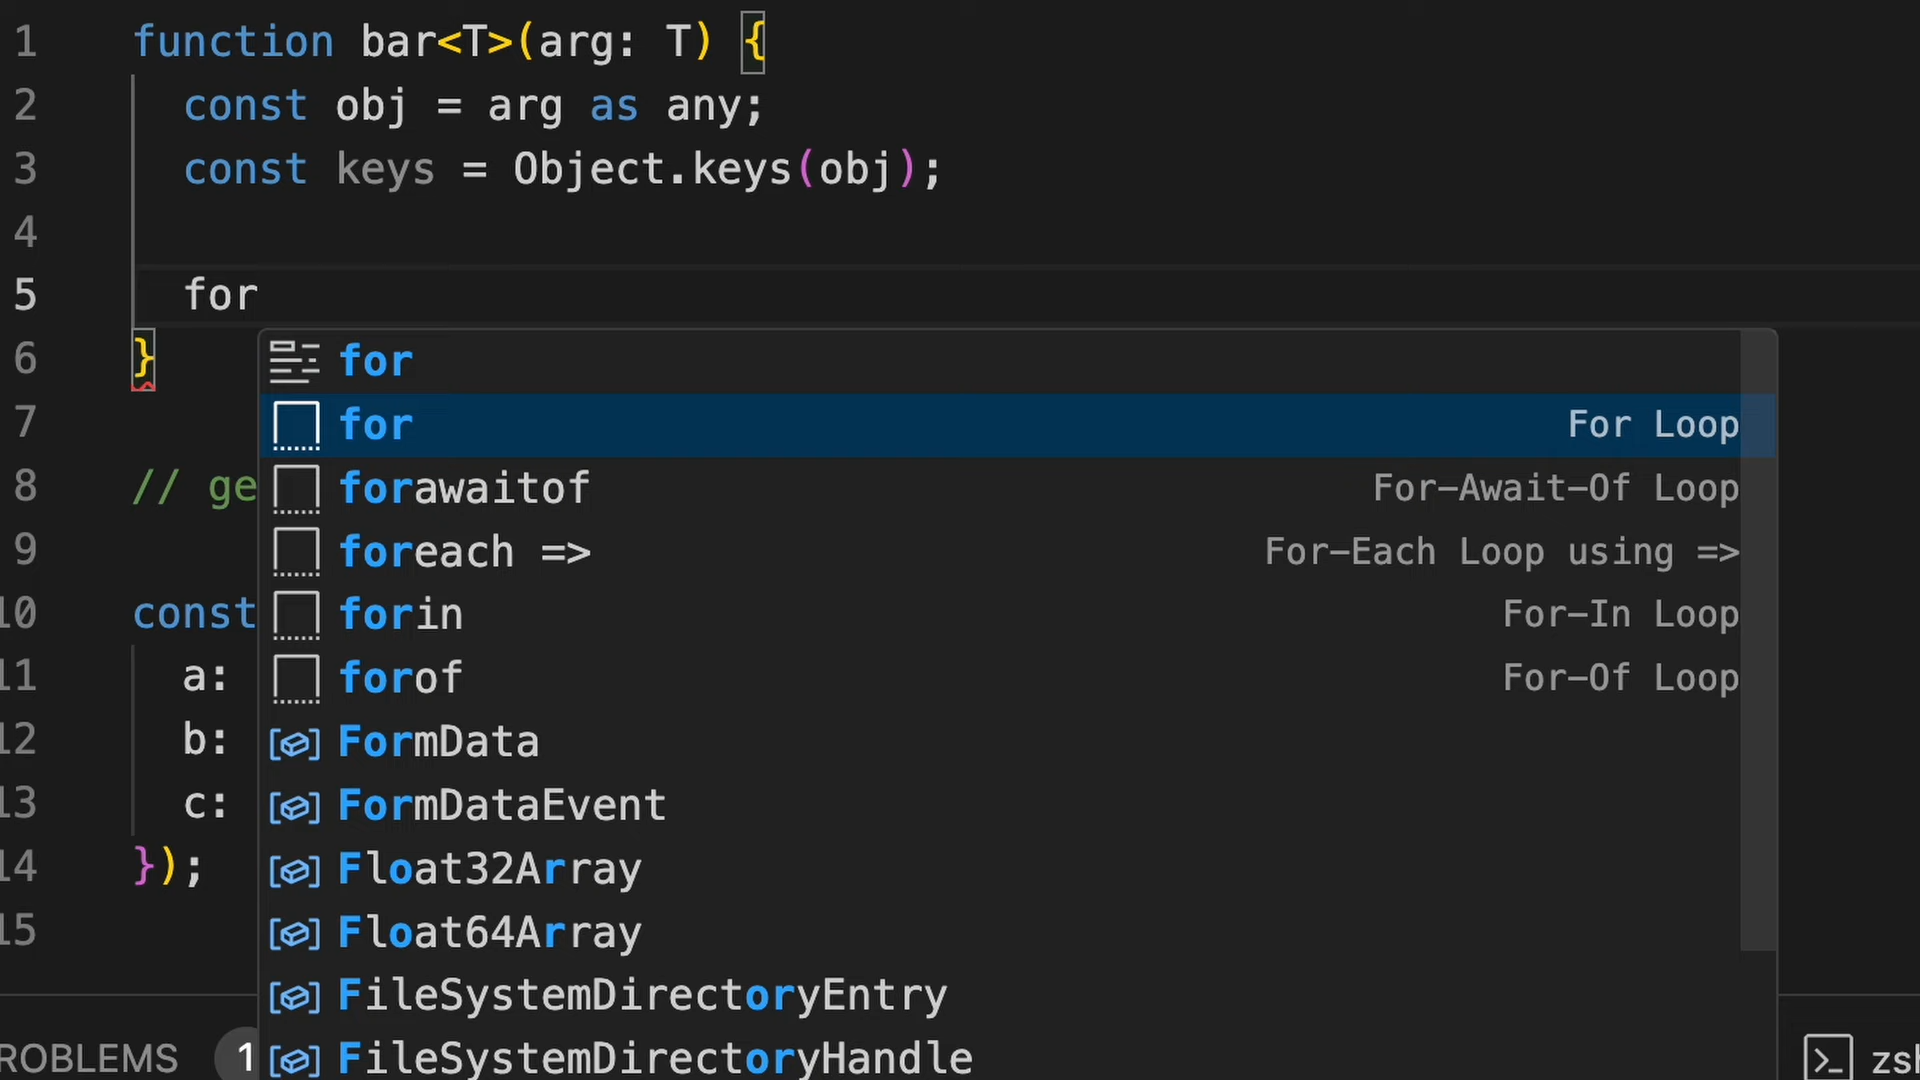 1 function bar<T>(arg: T) {
2 const obj = arg as any;
3 const keys = Object.keys(obj);
4
5 for
6 }
for
for For Loop
forawaitof For-Await-Of Loop
foreach => For-Each Loop using =>
forin For-In Loop
forof For-Of Loop
FormData
FormDataEvent
Float32Array
Float64Array
FileSystemDirectoryEntry
FileSystemDirectoryHandle
7
8 // ge
9
10 const
11 a:
12 b:
13 c:
14 });
15
ROBLEMS 1
zsh